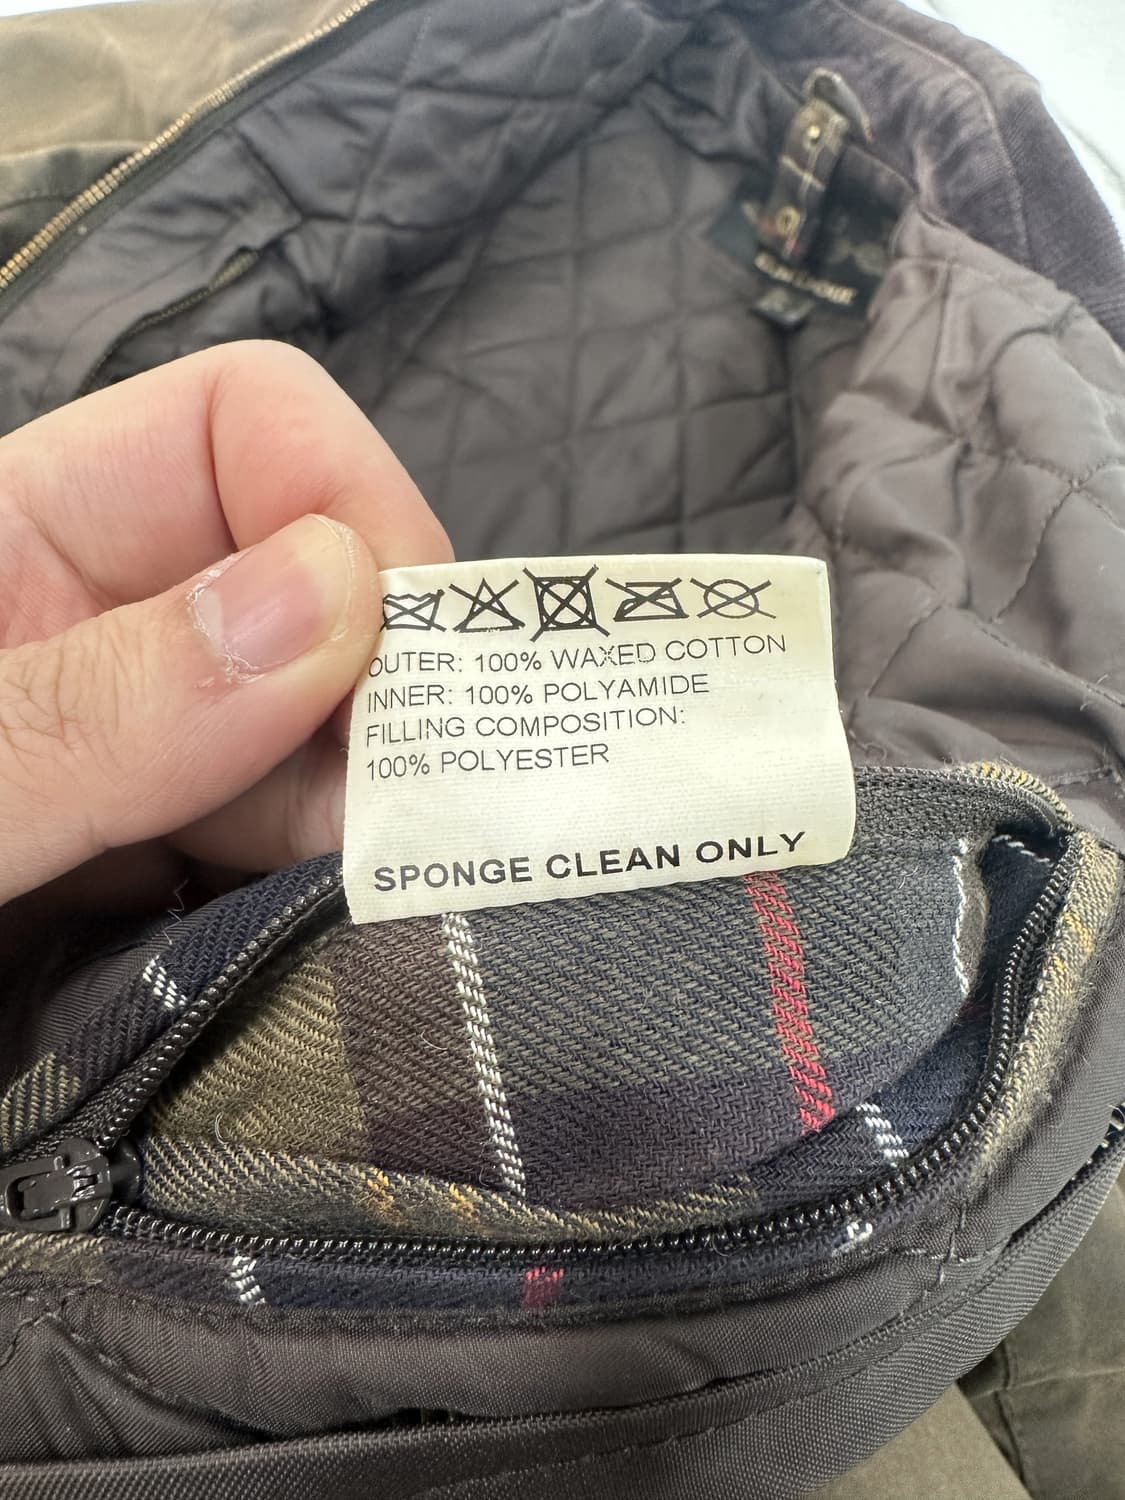 OUTER: 100% WAXED COTTON
INNER: 100% POLYAMIDE
FILLING COMPOSITION:
100% POLYESTER
SPONGE CLEAN ONLY